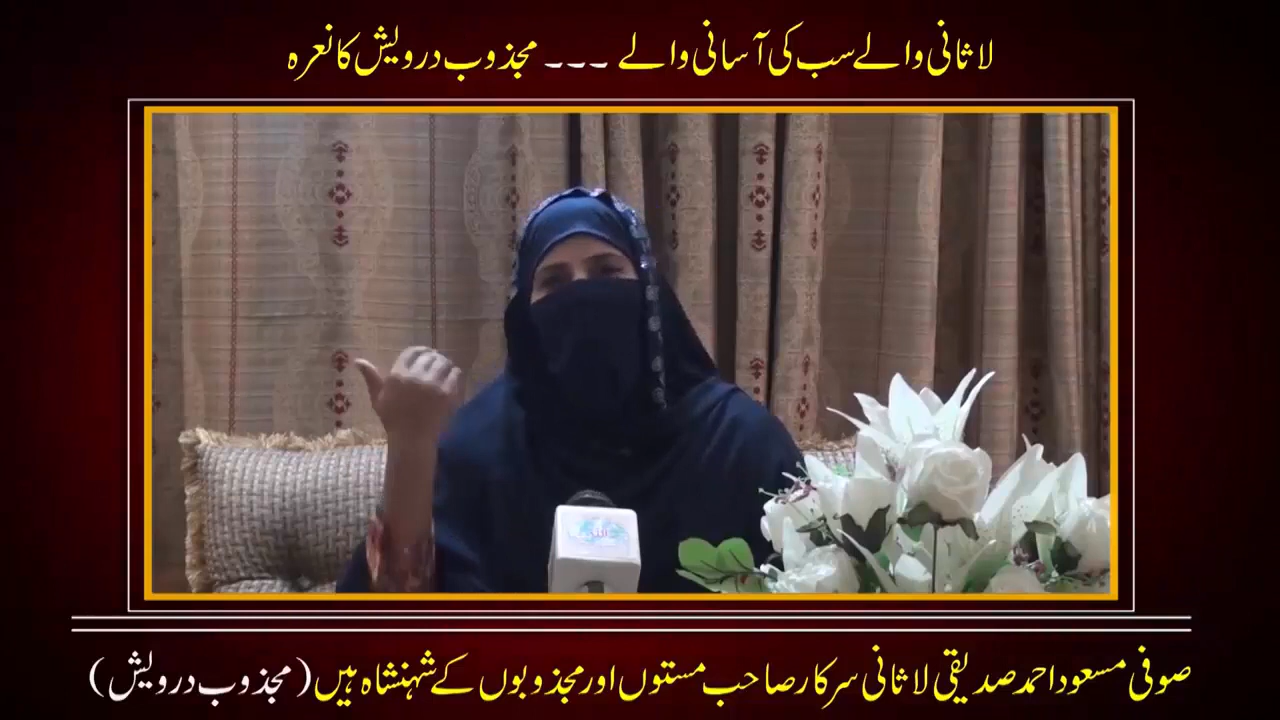 لاثانی والے سب کی آسانی والے ۔۔۔ مجذوب درویش کا نعرہ
صوفی مسعود احمد صدیقی لاثانی سرکار صاحب مستوں اور مجذوبوں کے شہنشاہ ہیں (مجذوب درویش)